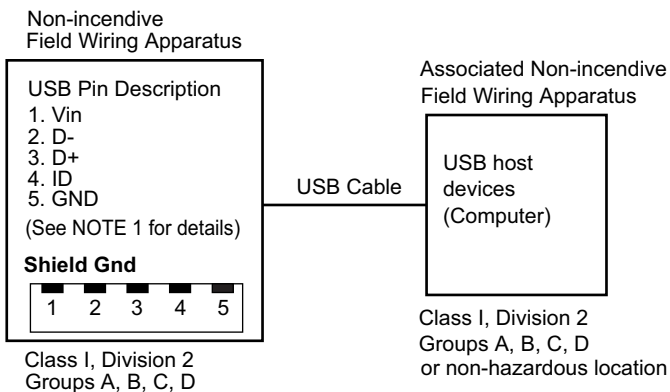 Non-incendive
Field Wiring Apparatus
USB Pin Description
1. Vin
2. D-
3. D+
4. ID
5. GND
(See NOTE 1 for details)
Shield Gnd
1 2 3 4 5
Class I, Division 2
Groups A, B, C, D
USB Cable
Associated Non-incendive
Field Wiring Apparatus
USB host
devices
(Computer)
Class I, Division 2
Groups A, B, C, D
or non-hazardous location